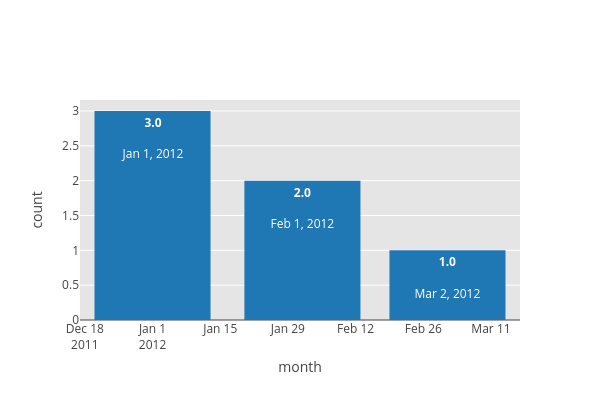 count
3
2.5
2
1.5
1
0.5
0
3.0
Jan 1, 2012
2.0
Feb 1, 2012
1.0
Mar 2, 2012
Dec 18
2011
Jan 1
2012
Jan 15
Jan 29
Feb 12
Feb 26
Mar 11
month